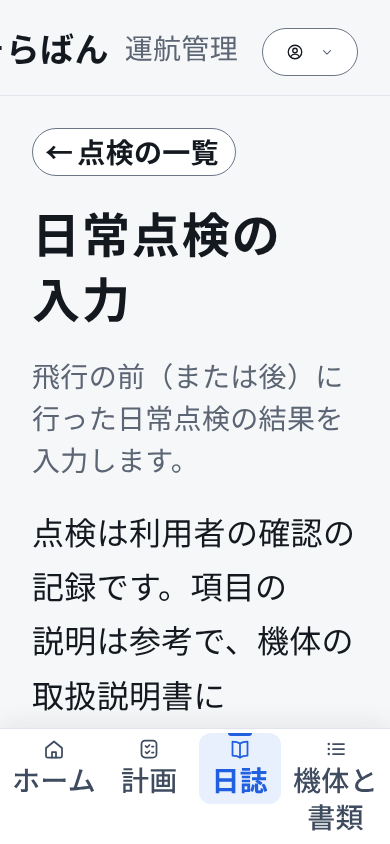 らばん 運航管理
← 点検の一覧
日常点検の
入力
飛行の前（または後）に
行った日常点検の結果を
入力します。
点検は利用者の確認の
記録です。項目の
説明は参考で、機体の
取扱説明書に
ホーム 計画 日誌 機体と
書類